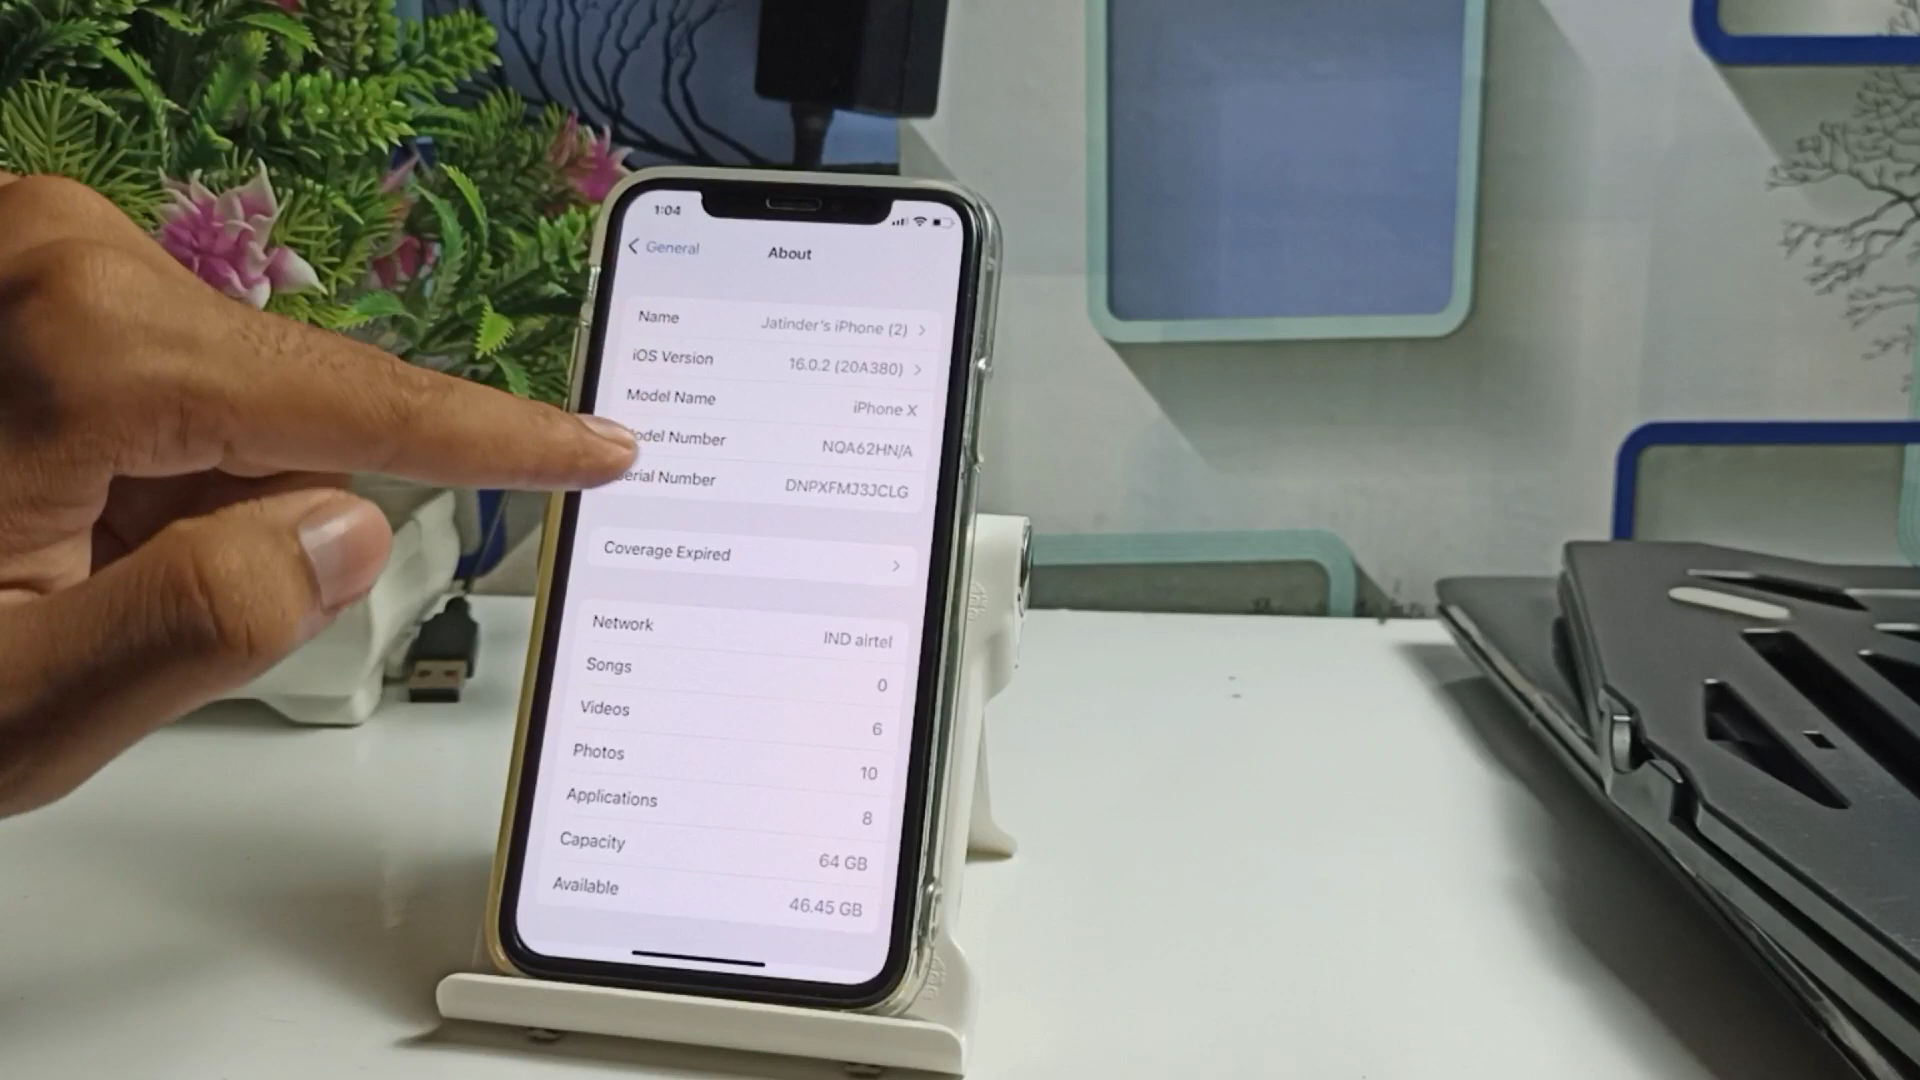 1:04
General
About
Name Jatinder's iPhone (2)
iOS Version 16.0.2 (20A380)
Model Name iPhone X
odel Number NQA62HN/A
erial Number DNPXFMJ3JCLG
Coverage Expired
Network IND airtel
Songs 0
Videos 6
Photos 10
Applications 8
Capacity 64 GB
Available 46.45 GB